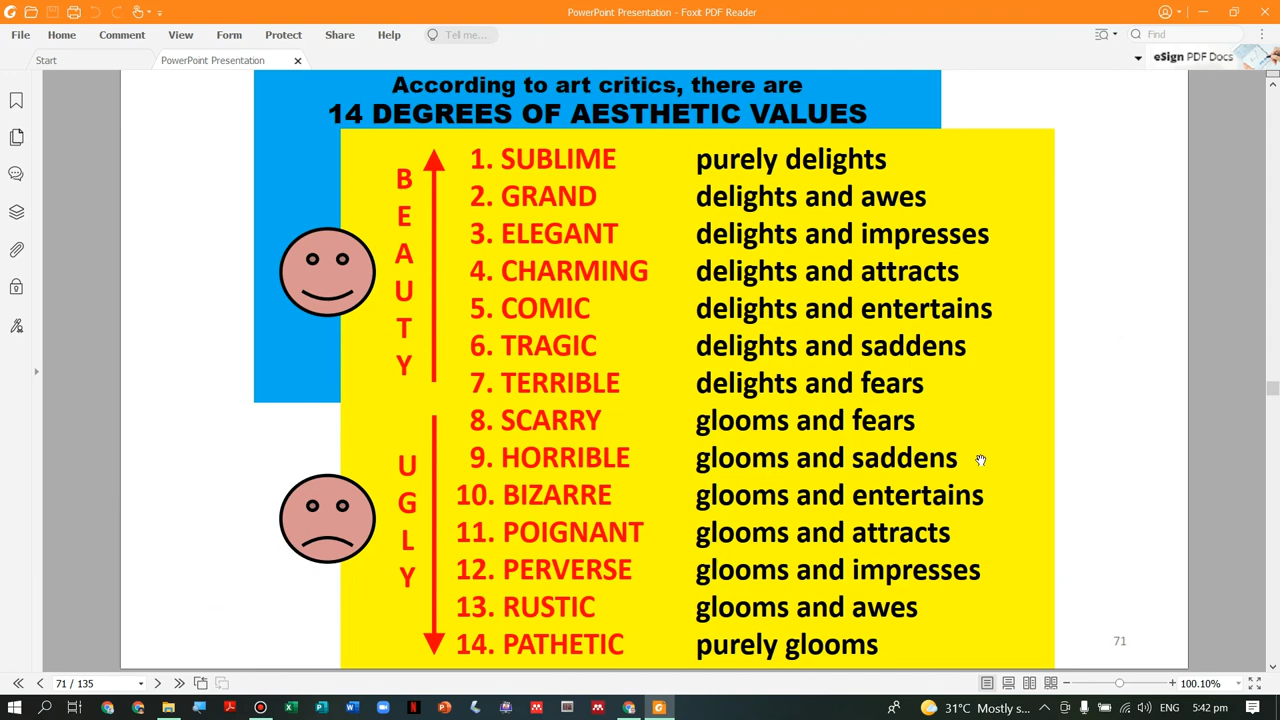 PowerPoint Presentation - Foxit PDF Reader
File Home Comment View Form Protect Share Help Tell me... Find
Start PowerPoint Presentation eSign PDF Docs
According to art critics, there are
14 DEGREES OF AESTHETIC VALUES
BEAUTY
1. SUBLIME purely delights
2. GRAND delights and awes
3. ELEGANT delights and impresses
4. CHARMING delights and attracts
5. COMIC delights and entertains
6. TRAGIC delights and saddens
7. TERRIBLE delights and fears
UGLY
8. SCARRY glooms and fears
9. HORRIBLE glooms and saddens
10. BIZARRE glooms and entertains
11. POIGNANT glooms and attracts
12. PERVERSE glooms and impresses
13. RUSTIC glooms and awes
14. PATHETIC purely glooms
71
71 / 135 100.10%
31°C Mostly s... ENG 5:42 pm